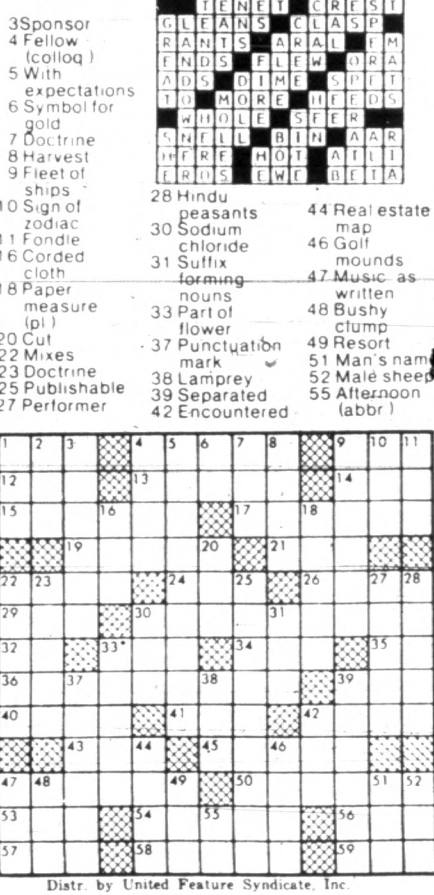 TENET CREST
GLEANS CLASP
RANTS ARAL EM
ENDS FLEW ORA
ADS DIME SPET
TO MORE HEEDS
WHOLE SEER
SNELL BIN AAR
HERE HOT ATLI
EROS EWE BETA
3 Sponsor
4 Fellow
(colloq )
5 With
expectations
6 Symbol for
gold
7 Doctrine
8 Harvest
9 Fleet of
ships
10 Sign of
zodiac
11 Fondle
16 Corded
cloth
18 Paper
measure
(pl )
20 Cut
22 Mixes
23 Doctrine
25 Publishable
27 Performer
28 Hindu
peasants
30 Sodium
chloride
31 Suffix
forming
nouns
33 Part of
flower
37 Punctuation
mark
38 Lamprey
39 Separated
42 Encountered
44 Real estate
map
46 Golf
mounds
47 Music as
written
48 Bushy
clump
49 Resort
51 Man's name
52 Male sheep
55 Afternoon
(abbr )
1 2 3 4 5 6 7 8 9 10 11
12 13 14
15 16 17 18
19 20 21
22 23 24 25 26 27 28
29 30 31
32 33 34 35
36 37 38 39
40 41 42
43 44 45 46
47 48 49 50 51 52
53 54 55 56
57 58 59
Distr. by United Feature Syndicate, Inc.